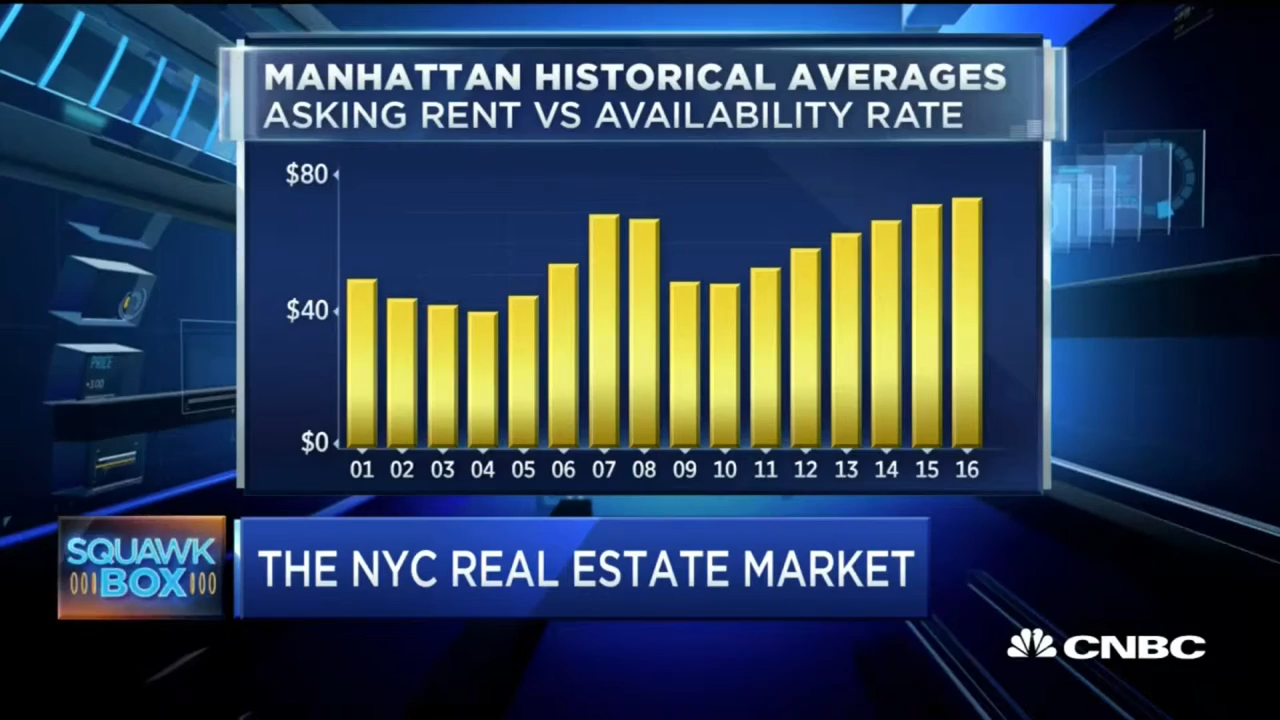 MANHATTAN HISTORICAL AVERAGES
ASKING RENT VS AVAILABILITY RATE
$80
$40
$0
01 02 03 04 05 06 07 08 09 10 11 12 13 14 15 16
PRICE
SQUAWK
BOX
THE NYC REAL ESTATE MARKET
CNBC